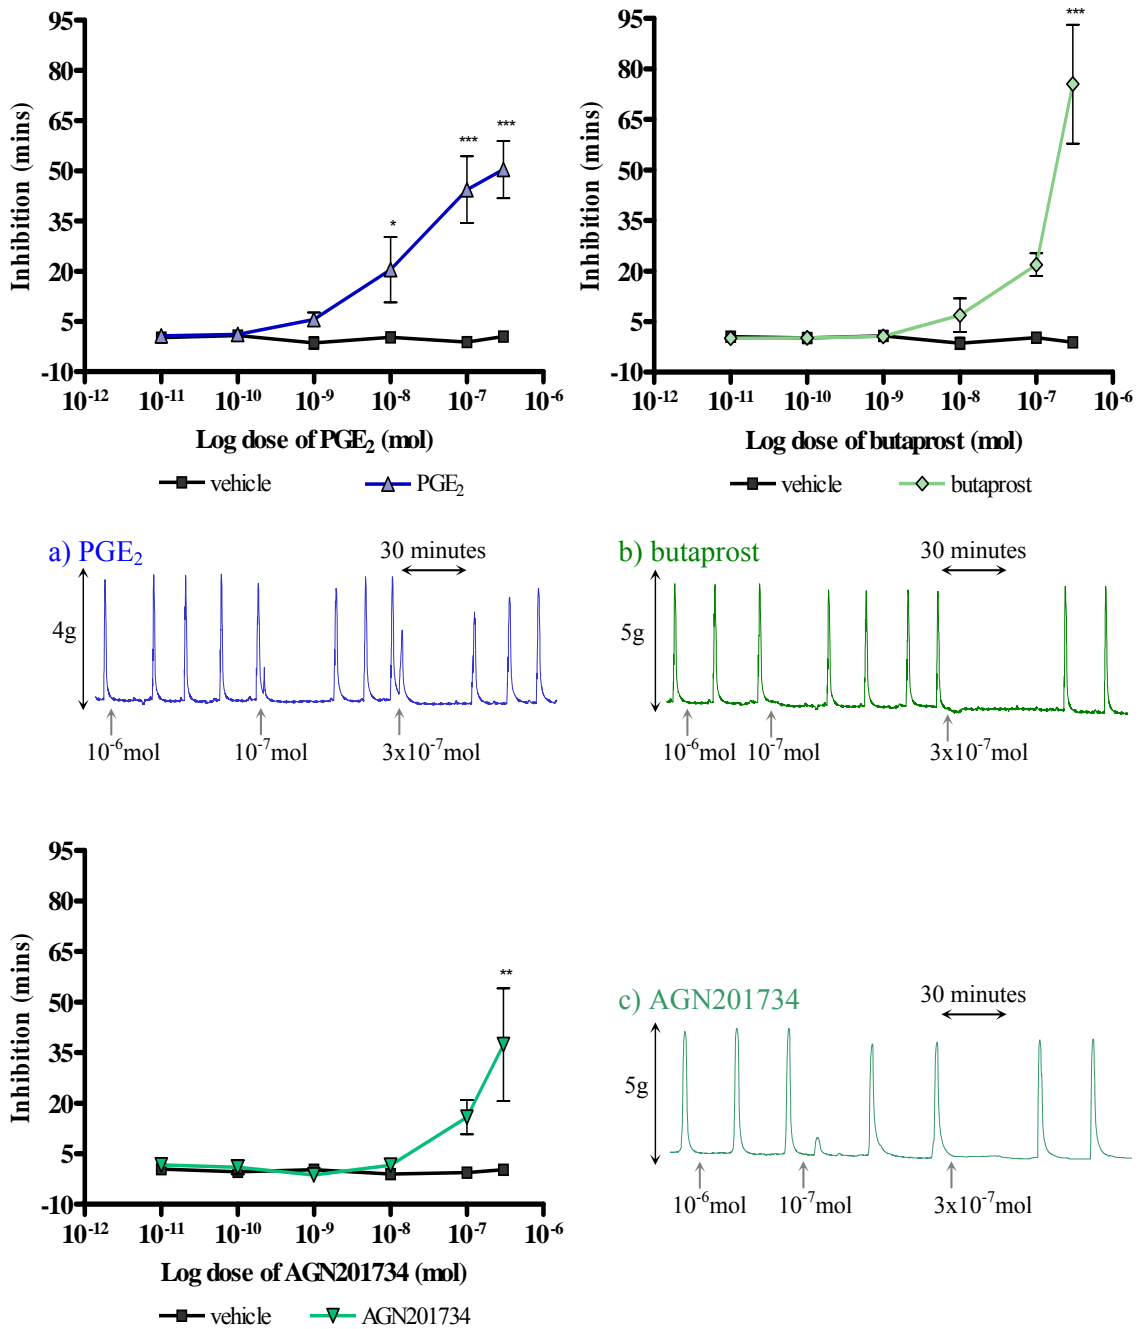 95
80
65
50
35
20
5
-10
Inhibition (mins)
*
***
***
10⁻¹² 10⁻¹¹ 10⁻¹⁰ 10⁻⁹ 10⁻⁸ 10⁻⁷ 10⁻⁶
Log dose of PGE₂ (mol)
vehicle PGE₂
95
80
65
50
35
20
5
-10
Inhibition (mins)
***
10⁻¹² 10⁻¹¹ 10⁻¹⁰ 10⁻⁹ 10⁻⁸ 10⁻⁷ 10⁻⁶
Log dose of butaprost (mol)
vehicle butaprost
a) PGE₂ 30 minutes
4g
10⁻⁶mol 10⁻⁷mol 3x10⁻⁷mol
b) butaprost 30 minutes
5g
10⁻⁶mol 10⁻⁷mol 3x10⁻⁷mol
95
80
65
50
35
20
5
-10
Inhibition (mins)
**
10⁻¹² 10⁻¹¹ 10⁻¹⁰ 10⁻⁹ 10⁻⁸ 10⁻⁷ 10⁻⁶
Log dose of AGN201734 (mol)
vehicle AGN201734
c) AGN201734 30 minutes
5g
10⁻⁶mol 10⁻⁷mol 3x10⁻⁷mol